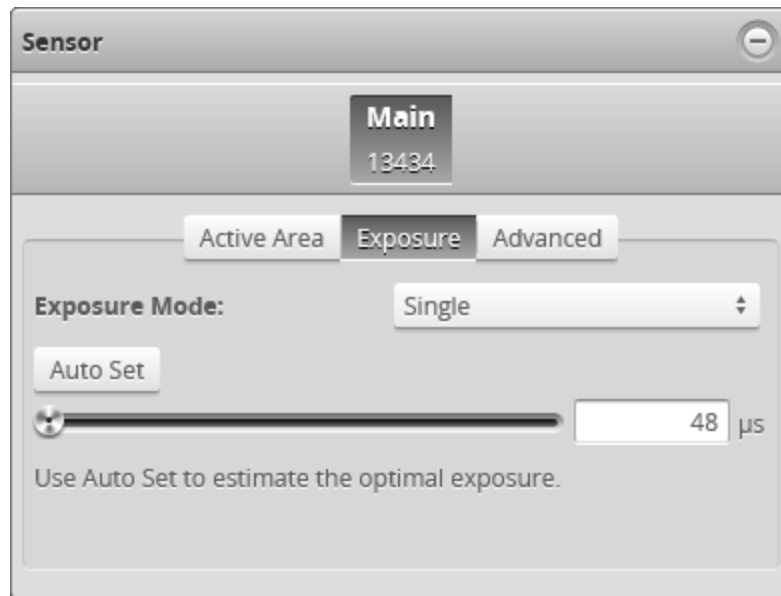 Sensor
Main
13434
Active Area Exposure Advanced
Exposure Mode: Single
Auto Set
48 µs
Use Auto Set to estimate the optimal exposure.